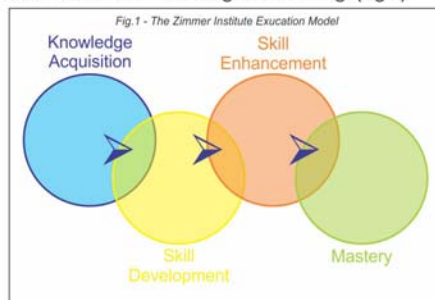 Fig.1 - The Zimmer Institute Exucation Model
Knowledge
Acquisition
Skill
Enhancement
Skill
Development
Mastery